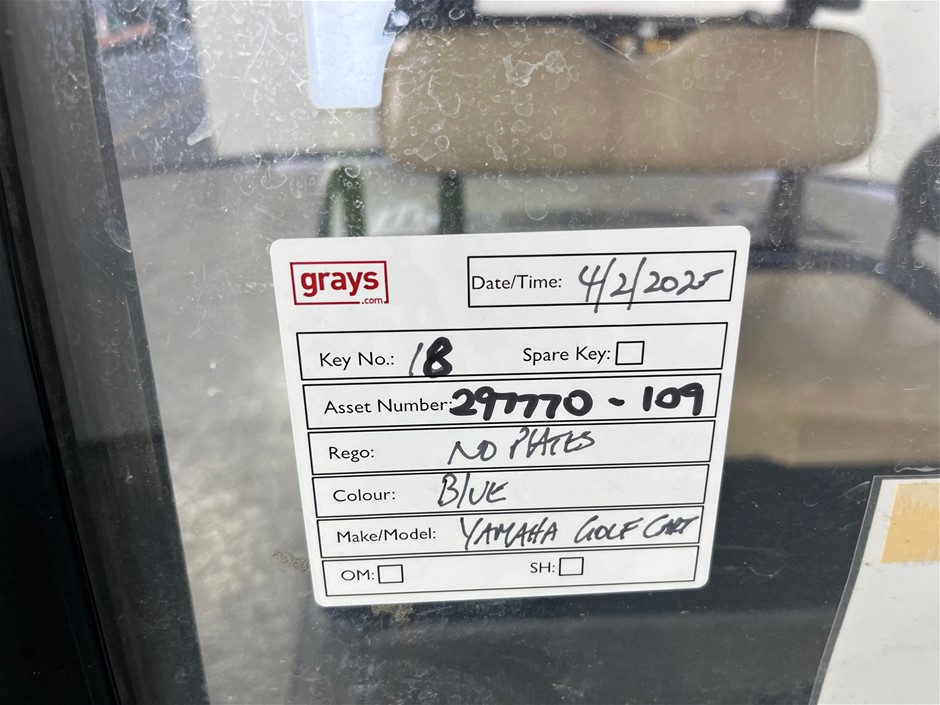 grays
.com
Date/Time: 4/2/2025
Key No.: 18 Spare Key:
Asset Number: 297770 - 109
Rego: NO PLATES
Colour: BLUE
Make/Model: YAMAHA GOLF CART
OM: SH: